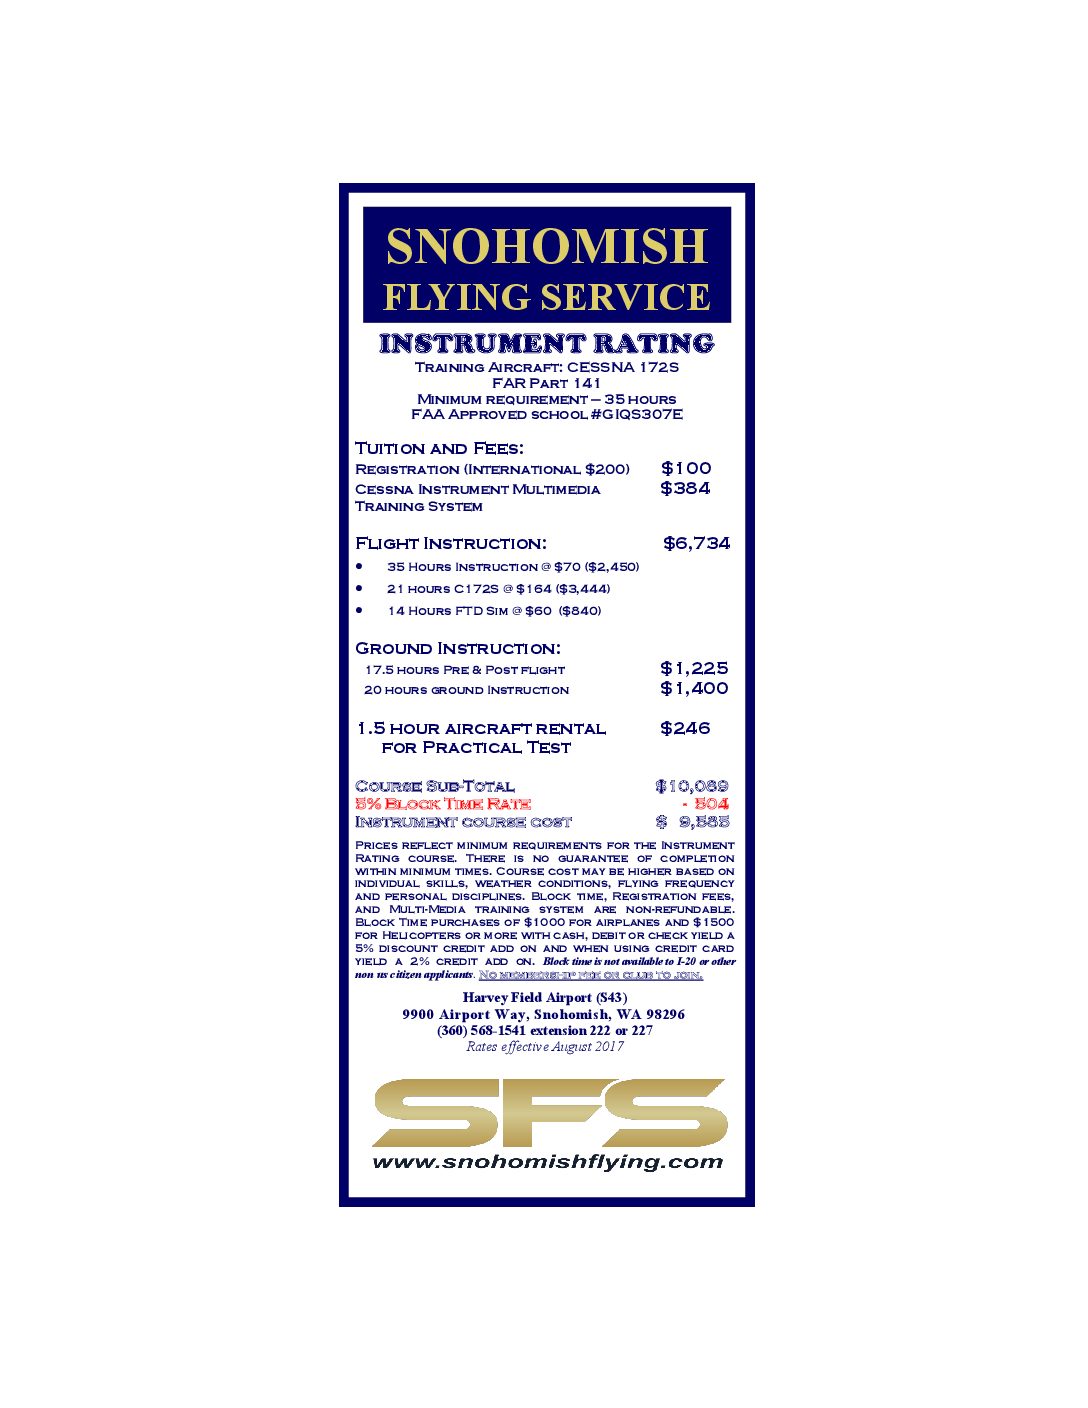 SNOHOMISH
FLYING SERVICE
INSTRUMENT RATING
Training Aircraft: CESSNA 172S
FAR Part 141
Minimum requirement – 35 hours
FAA Approved school #GIQS307E
Tuition and Fees:
Registration (International $200) $100
Cessna Instrument Multimedia $384
Training System
Flight Instruction: $6,734
• 35 Hours Instruction @ $70 ($2,450)
• 21 hours C172S @ $164 ($3,444)
• 14 Hours FTD Sim @ $60 ($840)
Ground Instruction:
17.5 hours Pre & Post flight $1,225
20 hours ground Instruction $1,400
1.5 hour aircraft rental $246
for Practical Test
Course Sub-Total $10,089
5% Block Time Rate - 504
Instrument course cost $ 9,585
Prices reflect minimum requirements for the Instrument
Rating course. There is no guarantee of completion
within minimum times. Course cost may be higher based on
individual skills, weather conditions, flying frequency
and personal disciplines. Block time, Registration fees,
and Multi-Media training system are non-refundable.
Block Time purchases of $1000 for airplanes and $1500
for Helicopters or more with cash, debit or check yield a
5% discount credit add on and when using credit card
yield a 2% credit add on. Block time is not available to I-20 or other
non us citizen applicants. No membership fee or club to join.
Harvey Field Airport (S43)
9900 Airport Way, Snohomish, WA 98296
(360) 568-1541 extension 222 or 227
Rates effective August 2017
SFS
www.snohomishflying.com